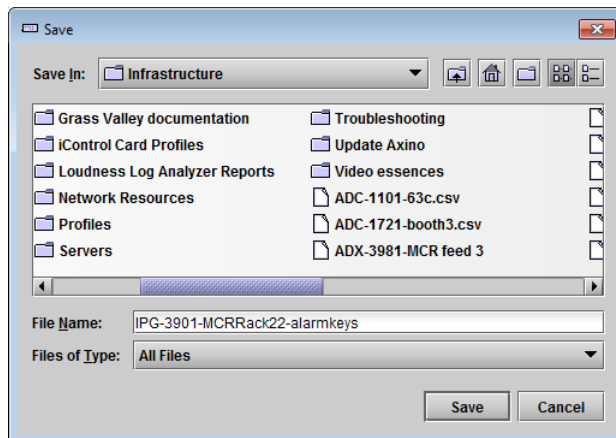 Save
Save In: Infrastructure
Grass Valley documentation
iControl Card Profiles
Loudness Log Analyzer Reports
Network Resources
Profiles
Servers
Troubleshooting
Update Axino
Video essences
ADC-1101-63c.csv
ADC-1721-booth3.csv
ADX-3981-MCR feed 3
File Name: IPG-3901-MCRRack22-alarmkeys
Files of Type: All Files
Save Cancel